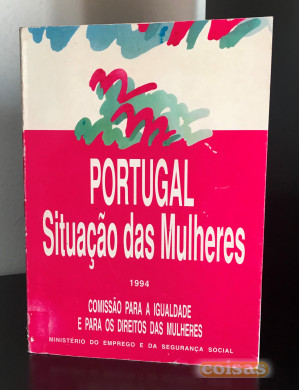 PORTUGAL
Situação das Mulheres
1994
COMISSÃO PARA A IGUALDADE
E PARA OS DIREITOS DAS MULHERES
MINISTÉRIO DO EMPREGO E DA SEGURANÇA SOCIAL
coisas